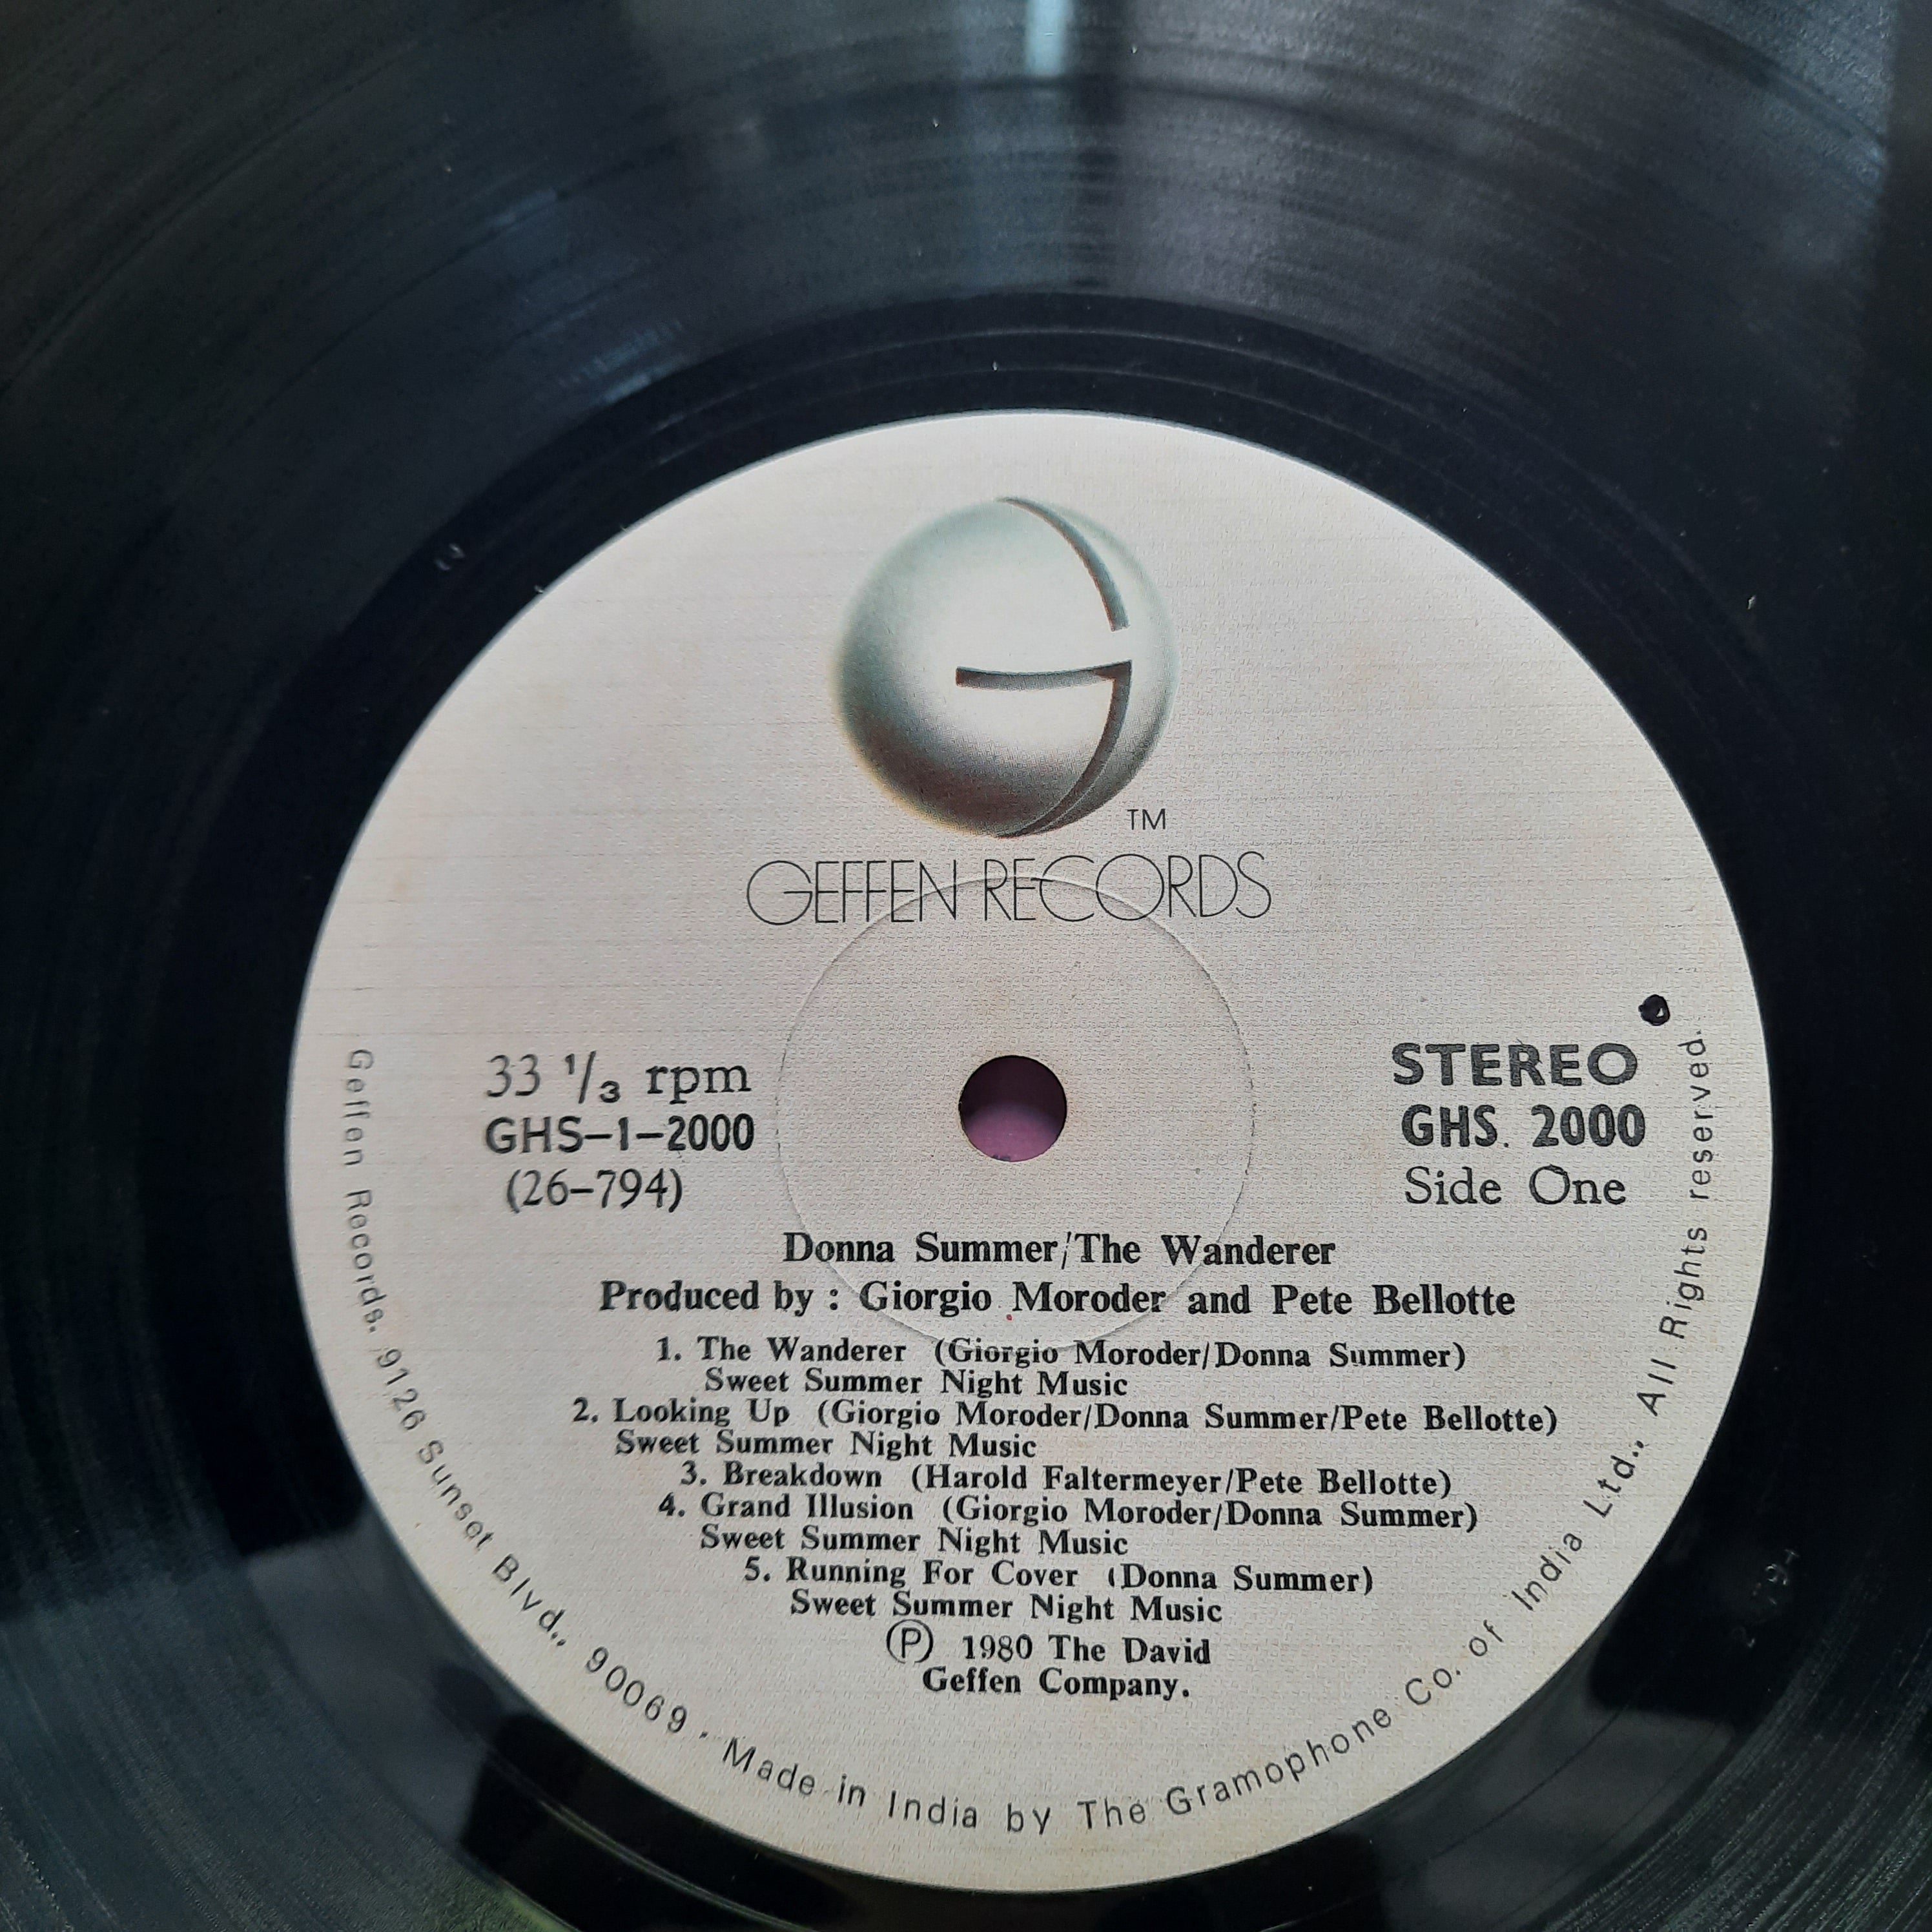 TM
GEFFEN RECORDS
33 1/3 rpm
GHS-1-2000
(26-794)
STEREO
GHS. 2000
Side One
Donna Summer/The Wanderer
Produced by : Giorgio Moroder and Pete Bellotte
1. The Wanderer (Giorgio Moroder/Donna Summer)
Sweet Summer Night Music
2. Looking Up (Giorgio Moroder/Donna Summer/Pete Bellotte)
Sweet Summer Night Music
3. Breakdown (Harold Faltermeyer/Pete Bellotte)
4. Grand Illusion (Giorgio Moroder/Donna Summer)
Sweet Summer Night Music
5. Running For Cover (Donna Summer)
Sweet Summer Night Music
Ⓟ 1980 The David
Geffen Company.
Geffen Records. 9126 Sunset Blvd., 90069 · Made in India by The Gramophone Co. of India Ltd., All Rights reserved.